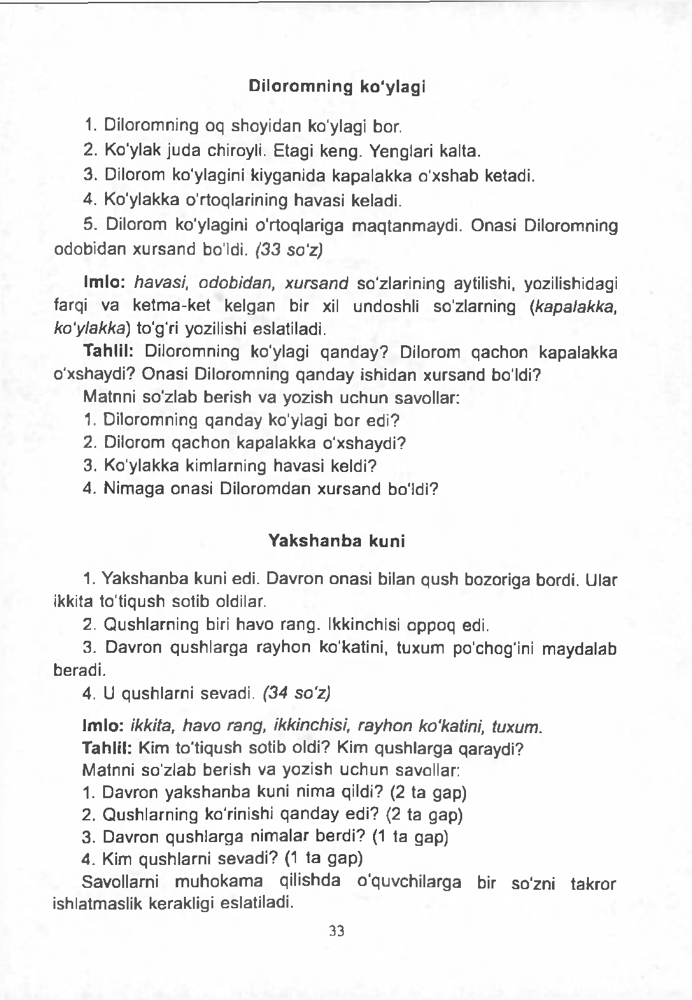 Diloromning ko‘ylagi
1. Diloromning oq shoyidan ko‘ylagi bor.
2. Ko‘ylak juda chiroyli. Etagi keng. Yenglari kalta.
3. Dilorom ko‘ylagini kiyganida kapalakka o‘xshab ketadi.
4. Ko‘ylakka o‘rtoqlarining havasi keladi.
5. Dilorom ko‘ylagini o‘rtoqlariga maqtanmaydi. Onasi Diloromning
odobidan xursand bo‘ldi. (33 so‘z)
Imlo: havasi, odobidan, xursand so‘zlarining aytilishi, yozilishidagi
farqi va ketma-ket kelgan bir xil undoshli so‘zlarning (kapalakka,
ko‘ylakka) to‘g‘ri yozilishi eslatiladi.
Tahlil: Diloromning ko‘ylagi qanday? Dilorom qachon kapalakka
o‘xshaydi? Onasi Diloromning qanday ishidan xursand bo‘ldi?
Matnni so‘zlab berish va yozish uchun savollar:
1. Diloromning qanday ko‘ylagi bor edi?
2. Dilorom qachon kapalakka o‘xshaydi?
3. Ko‘ylakka kimlarning havasi keldi?
4. Nimaga onasi Diloromdan xursand bo‘ldi?
Yakshanba kuni
1. Yakshanba kuni edi. Davron onasi bilan qush bozoriga bordi. Ular
ikkita to‘tiqush sotib oldilar.
2. Qushlarning biri havo rang. Ikkinchisi oppoq edi.
3. Davron qushlarga rayhon ko‘katini, tuxum po‘chog‘ini maydalab
beradi.
4. U qushlarni sevadi. (34 so‘z)
Imlo: ikkita, havo rang, ikkinchisi, rayhon ko‘katini, tuxum.
Tahlil: Kim to‘tiqush sotib oldi? Kim qushlarga qaraydi?
Matnni so‘zlab berish va yozish uchun savollar:
1. Davron yakshanba kuni nima qildi? (2 ta gap)
2. Qushlarning ko‘rinishi qanday edi? (2 ta gap)
3. Davron qushlarga nimalar berdi? (1 ta gap)
4. Kim qushlarni sevadi? (1 ta gap)
Savollarni muhokama qilishda o‘quvchilarga bir so‘zni takror
ishlatmaslik kerakligi eslatiladi.
33